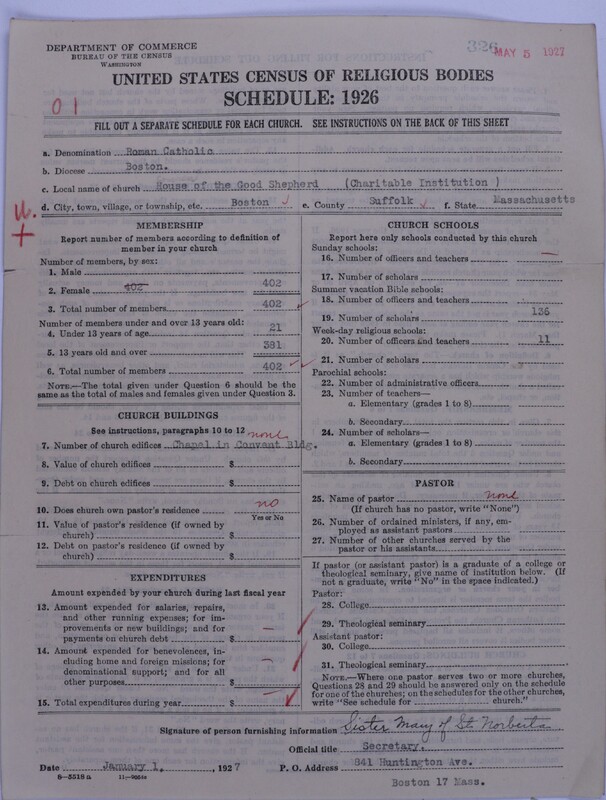 DEPARTMENT OF COMMERCE
BUREAU OF THE CENSUS
WASHINGTON
326 MAY 5 1927
UNITED STATES CENSUS OF RELIGIOUS BODIES
SCHEDULE: 1926
01
FILL OUT A SEPARATE SCHEDULE FOR EACH CHURCH. SEE INSTRUCTIONS ON THE BACK OF THIS SHEET
a. Denomination Roman Catholic
b. Diocese Boston.
c. Local name of church House of the Good Shepherd (Charitable Institution )
d. City, town, village, or township, etc. Boston e. County Suffolk f. State Massachusetts
MEMBERSHIP
Report number of members according to definition of
member in your church
Number of members, by sex:
1. Male
2. Female 402 402
3. Total number of members 402
Number of members under and over 13 years old:
4. Under 13 years of age 21
5. 13 years old and over 381
6. Total number of members 402
NOTE.—The total given under Question 6 should be
same as the total of males and females given under Question 3.
CHURCH BUILDINGS
See instructions, paragraphs 10 to 12 none
7. Number of church edifices Chapel in Convent Bldg.
8. Value of church edifices $
9. Debt on church edifices $
10. Does church own pastor's residence no
Yes or No
11. Value of pastor's residence (if owned by
church) $
12. Debt on pastor's residence (if owned by
church) $
EXPENDITURES
Amount expended by your church during last fiscal year
13. Amount expended for salaries, repairs,
and other running expenses; for im-
provements or new buildings; and for
payments on church debt $ —
14. Amount expended for benevolences, in-
cluding home and foreign missions; for
denominational support; and for all
other purposes $ —
15. Total expenditures during year $ —
CHURCH SCHOOLS
Report here only schools conducted by this church
Sunday schools:
16. Number of officers and teachers —
17. Number of scholars
Summer vacation Bible schools:
18. Number of officers and teachers
19. Number of scholars 136
Week-day religious schools:
20. Number of officers and teachers 11
21. Number of scholars
Parochial schools:
22. Number of administrative officers
23. Number of teachers—
a. Elementary (grades 1 to 8)
b. Secondary
24. Number of scholars—
a. Elementary (grades 1 to 8)
b. Secondary
PASTOR
25. Name of pastor none
(If church has no pastor, write "None")
26. Number of ordained ministers, if any, em-
ployed as assistant pastors
27. Number of other churches served by the
pastor or his assistants
If pastor (or assistant pastor) is a graduate of a college or
theological seminary, give name of institution below. (If
not a graduate, write "No" in the space indicated.)
Pastor:
28. College
29. Theological seminary
Assistant pastor:
30. College
31. Theological seminary
NOTE.—Where one pastor serves two or more churches,
Questions 28 and 29 should be answered only on the schedule
for one of the churches; on the schedules for the other churches,
write "See schedule for church."
Signature of person furnishing information Sister Mary of St. Norberta
Official title Secretary.
Date January 1, , 1927 P. O. Address 841 Huntington Ave.
8—5518 a
Boston 17 Mass.